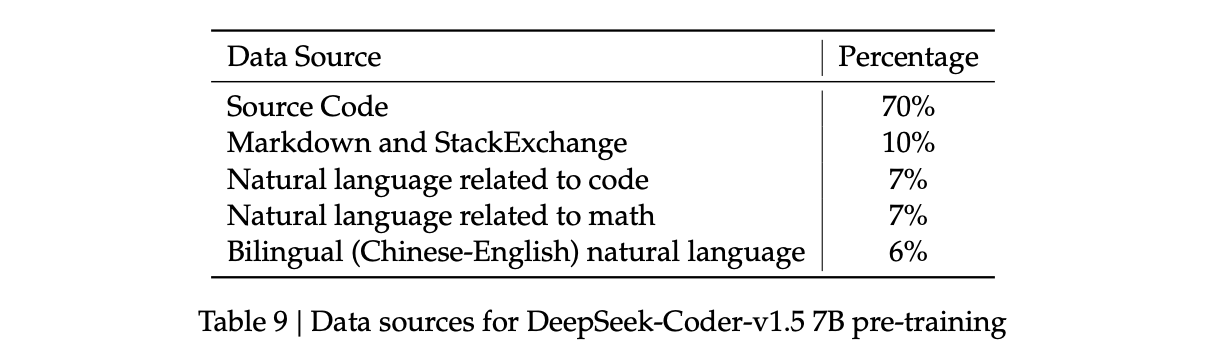 Data Source Percentage
Source Code 70%
Markdown and StackExchange 10%
Natural language related to code 7%
Natural language related to math 7%
Bilingual (Chinese-English) natural language 6%
Table 9 | Data sources for DeepSeek-Coder-v1.5 7B pre-training